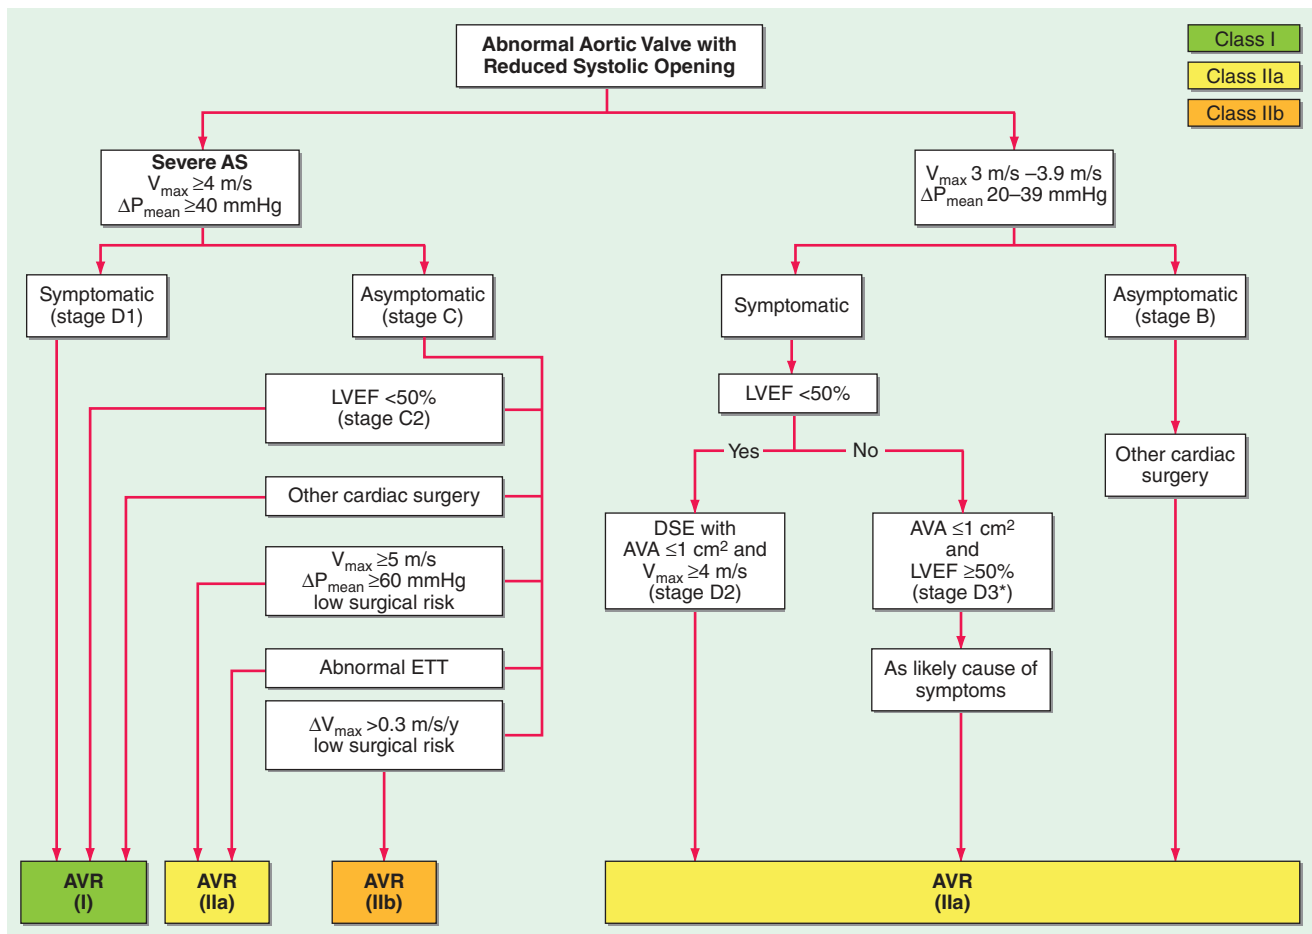 Abnormal Aortic Valve with
Reduced Systolic Opening
Class I
Class IIa
Class IIb
Severe AS
Vmax ≥4 m/s
ΔPmean ≥40 mmHg
Vmax 3 m/s –3.9 m/s
ΔPmean 20–39 mmHg
Symptomatic
(stage D1)
Asymptomatic
(stage C)
Symptomatic
Asymptomatic
(stage B)
LVEF <50%
(stage C2)
LVEF <50%
Yes
No
Other cardiac surgery
Other cardiac
surgery
Vmax ≥5 m/s
ΔPmean ≥60 mmHg
low surgical risk
DSE with
AVA ≤1 cm² and
Vmax ≥4 m/s
(stage D2)
AVA ≤1 cm²
and
LVEF ≥50%
(stage D3*)
Abnormal ETT
As likely cause of
symptoms
ΔVmax >0.3 m/s/y
low surgical risk
AVR
(I)
AVR
(IIa)
AVR
(IIb)
AVR
(IIa)